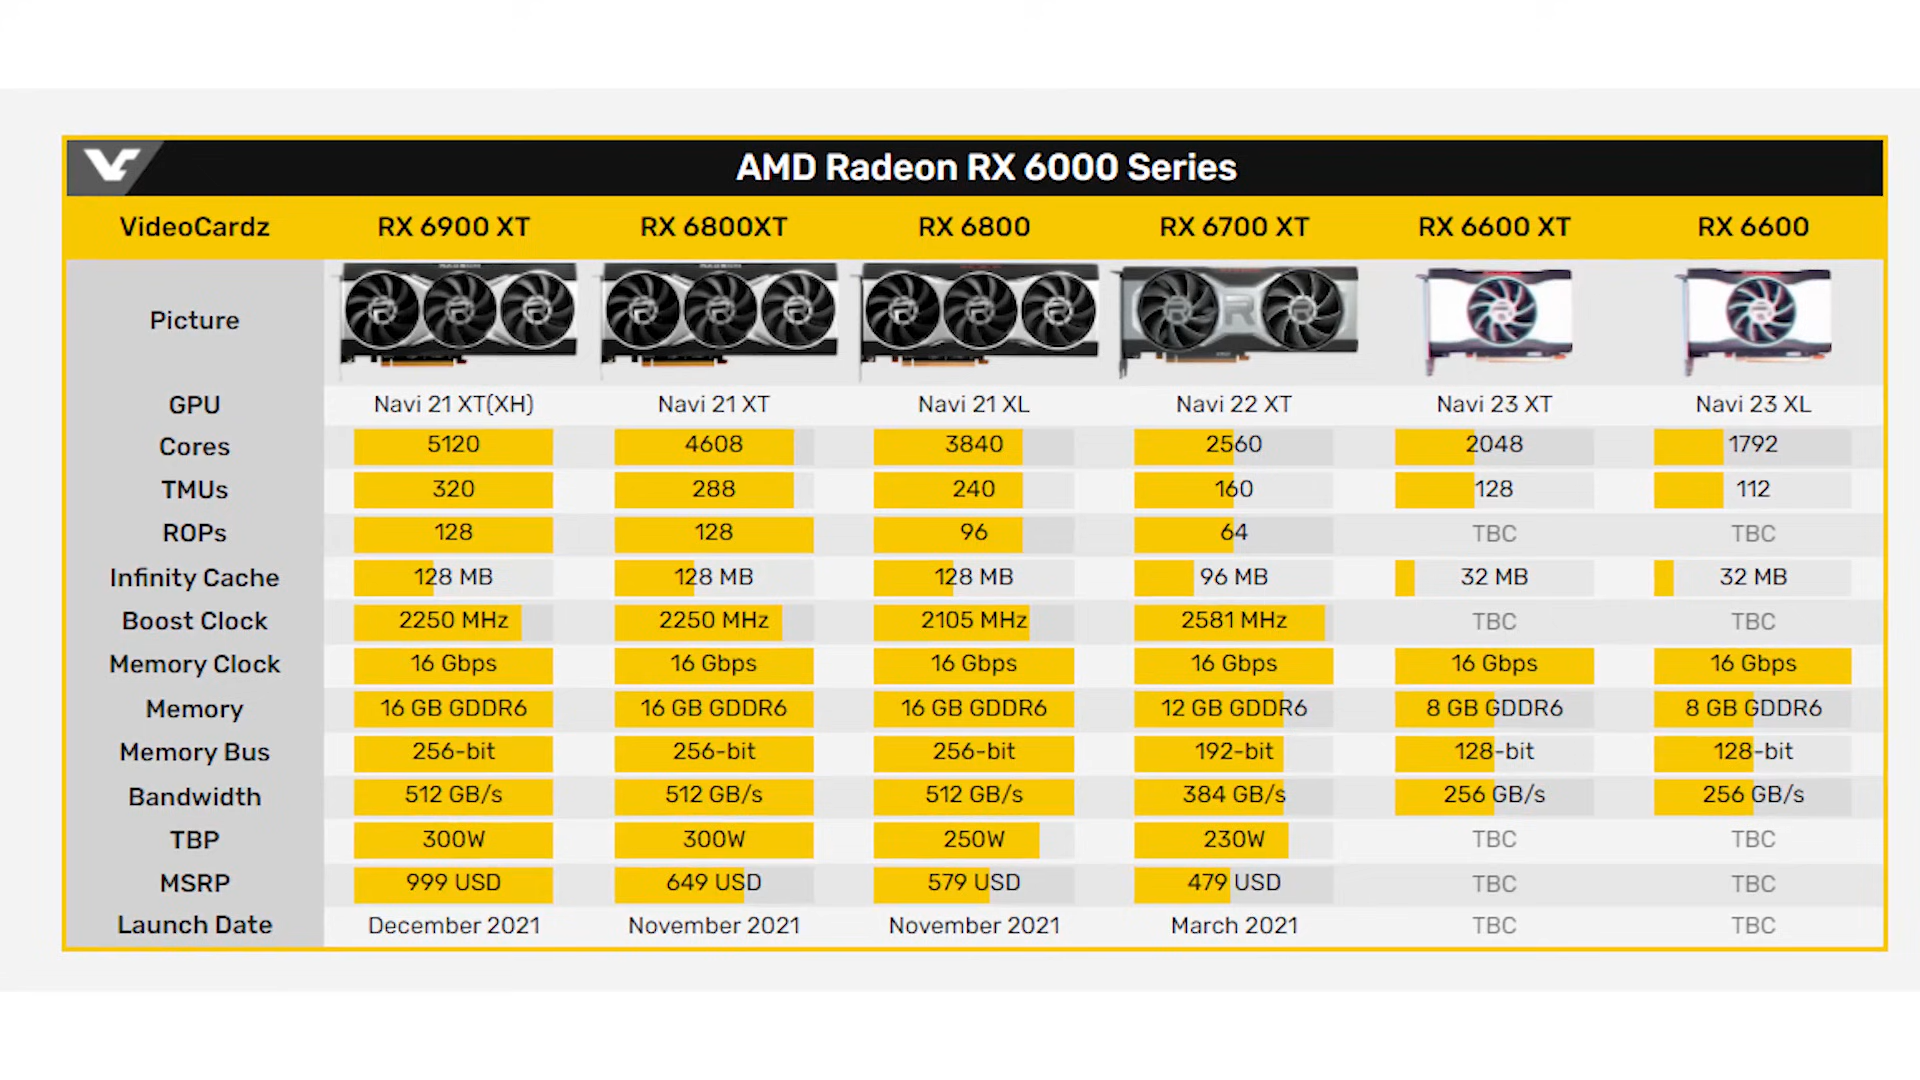 AMD Radeon RX 6000 Series
VideoCardz RX 6900 XT RX 6800XT RX 6800 RX 6700 XT RX 6600 XT RX 6600
Picture
GPU Navi 21 XT(XH) Navi 21 XT Navi 21 XL Navi 22 XT Navi 23 XT Navi 23 XL
Cores 5120 4608 3840 2560 2048 1792
TMUs 320 288 240 160 128 112
ROPs 128 128 96 64 TBC TBC
Infinity Cache 128 MB 128 MB 128 MB 96 MB 32 MB 32 MB
Boost Clock 2250 MHz 2250 MHz 2105 MHz 2581 MHz TBC TBC
Memory Clock 16 Gbps 16 Gbps 16 Gbps 16 Gbps 16 Gbps 16 Gbps
Memory 16 GB GDDR6 16 GB GDDR6 16 GB GDDR6 12 GB GDDR6 8 GB GDDR6 8 GB GDDR6
Memory Bus 256-bit 256-bit 256-bit 192-bit 128-bit 128-bit
Bandwidth 512 GB/s 512 GB/s 512 GB/s 384 GB/s 256 GB/s 256 GB/s
TBP 300W 300W 250W 230W TBC TBC
MSRP 999 USD 649 USD 579 USD 479 USD TBC TBC
Launch Date December 2021 November 2021 November 2021 March 2021 TBC TBC